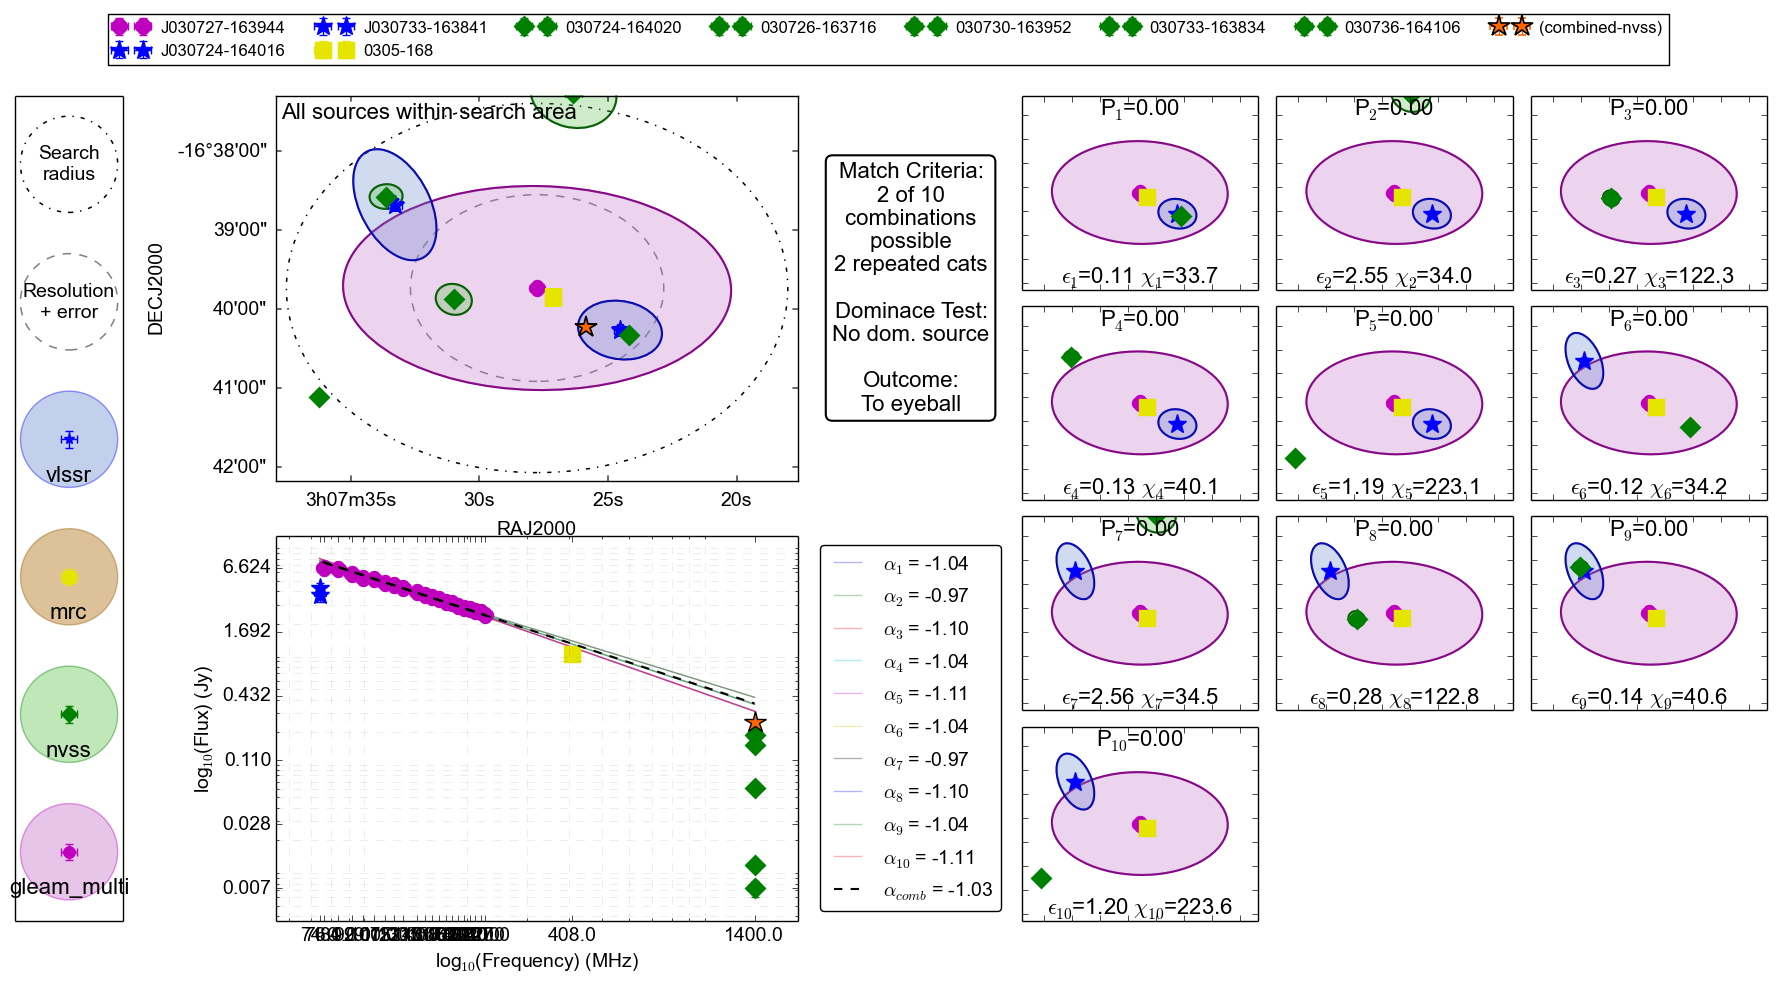 J030727-163944
J030733-163841
030724-164020
030726-163716
030730-163952
030733-163834
030736-164106
(combined-nvss)
J030724-164016
0305-168
Search
radius
Resolution
+ error
vlssr
mrc
nvss
gleam_multi
All sources within search area
-16°38'00"
39'00"
40'00"
41'00"
42'00"
DECJ2000
3h07m35s
30s
25s
20s
RAJ2000
Match Criteria:
2 of 10
combinations
possible
2 repeated cats
Dominace Test:
No dom. source
Outcome:
To eyeball
6.624
1.692
0.432
0.110
0.028
0.007
log10(Flux) (Jy)
408.0
1400.0
log10(Frequency) (MHz)
α1 = -1.04
α2 = -0.97
α3 = -1.10
α4 = -1.04
α5 = -1.11
α6 = -1.04
α7 = -0.97
α8 = -1.10
α9 = -1.04
α10 = -1.11
αcomb = -1.03
P1=0.00
ϵ1=0.11 χ1=33.7
P2=0.00
ϵ2=2.55 χ2=34.0
P3=0.00
ϵ3=0.27 χ3=122.3
P4=0.00
ϵ4=0.13 χ4=40.1
P5=0.00
ϵ5=1.19 χ5=223.1
P6=0.00
ϵ6=0.12 χ6=34.2
P7=0.00
ϵ7=2.56 χ7=34.5
P8=0.00
ϵ8=0.28 χ8=122.8
P9=0.00
ϵ9=0.14 χ9=40.6
P10=0.00
ϵ10=1.20 χ10=223.6